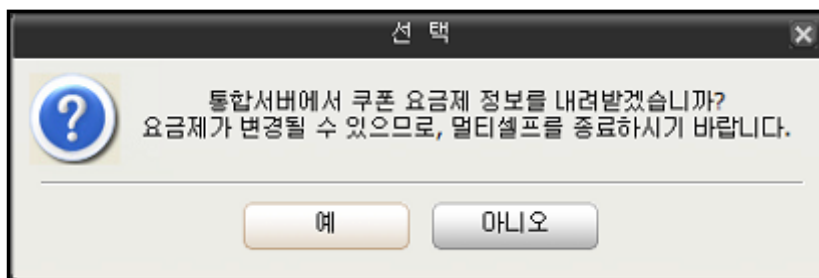 선 택
통합서버에서 쿠폰 요금제 정보를 내려받겠습니까?
요금제가 변경될 수 있으므로, 멀티셀프를 종료하시기 바랍니다.
예
아니오